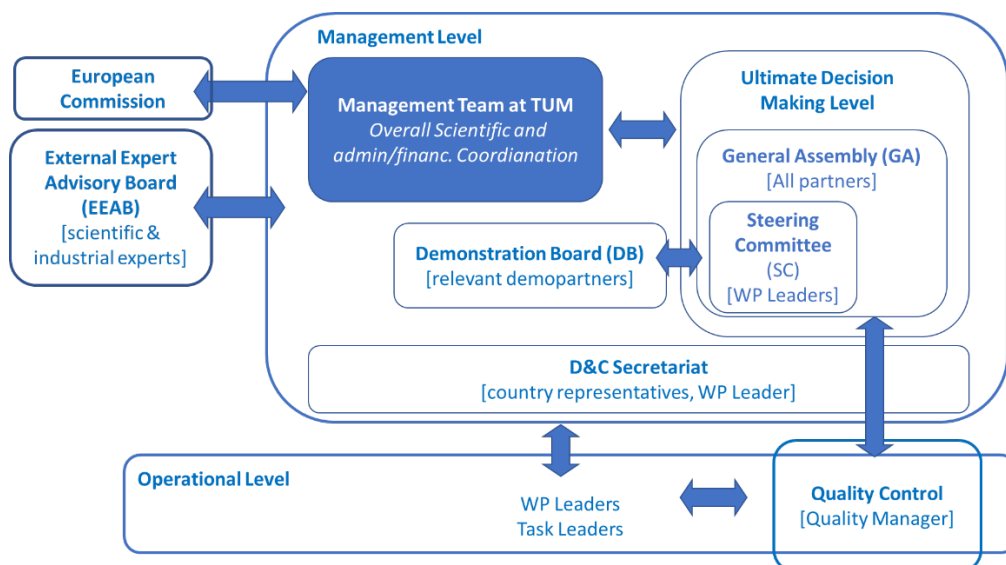 Management Level
European
Commission
External Expert
Advisory Board
(EEAB)
[scientific &
industrial experts]
Management Team at TUM
Overall Scientific and
admin/financ. Coordianation
Ultimate Decision
Making Level
General Assembly (GA)
[All partners]
Steering
Committee
(SC)
[WP Leaders]
Demonstration Board (DB)
[relevant demopartners]
D&C Secretariat
[country representatives, WP Leader]
Operational Level
WP Leaders
Task Leaders
Quality Control
[Quality Manager]